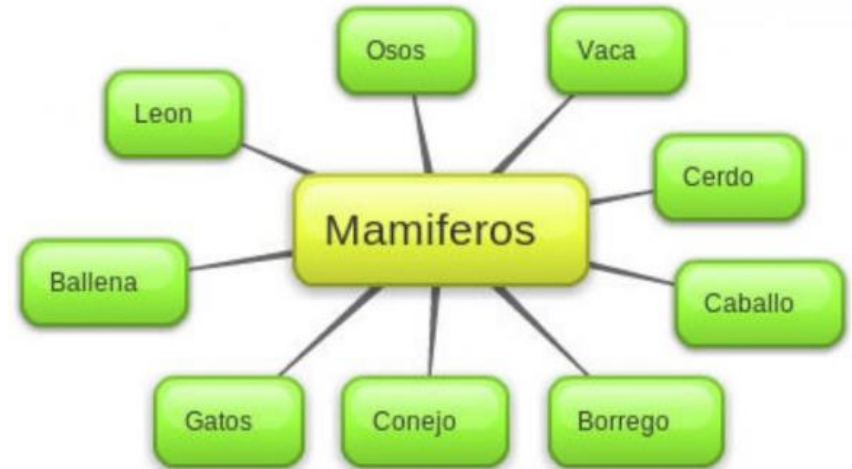 Osos
Vaca
Leon
Cerdo
Mamiferos
Ballena
Caballo
Gatos
Conejo
Borrego